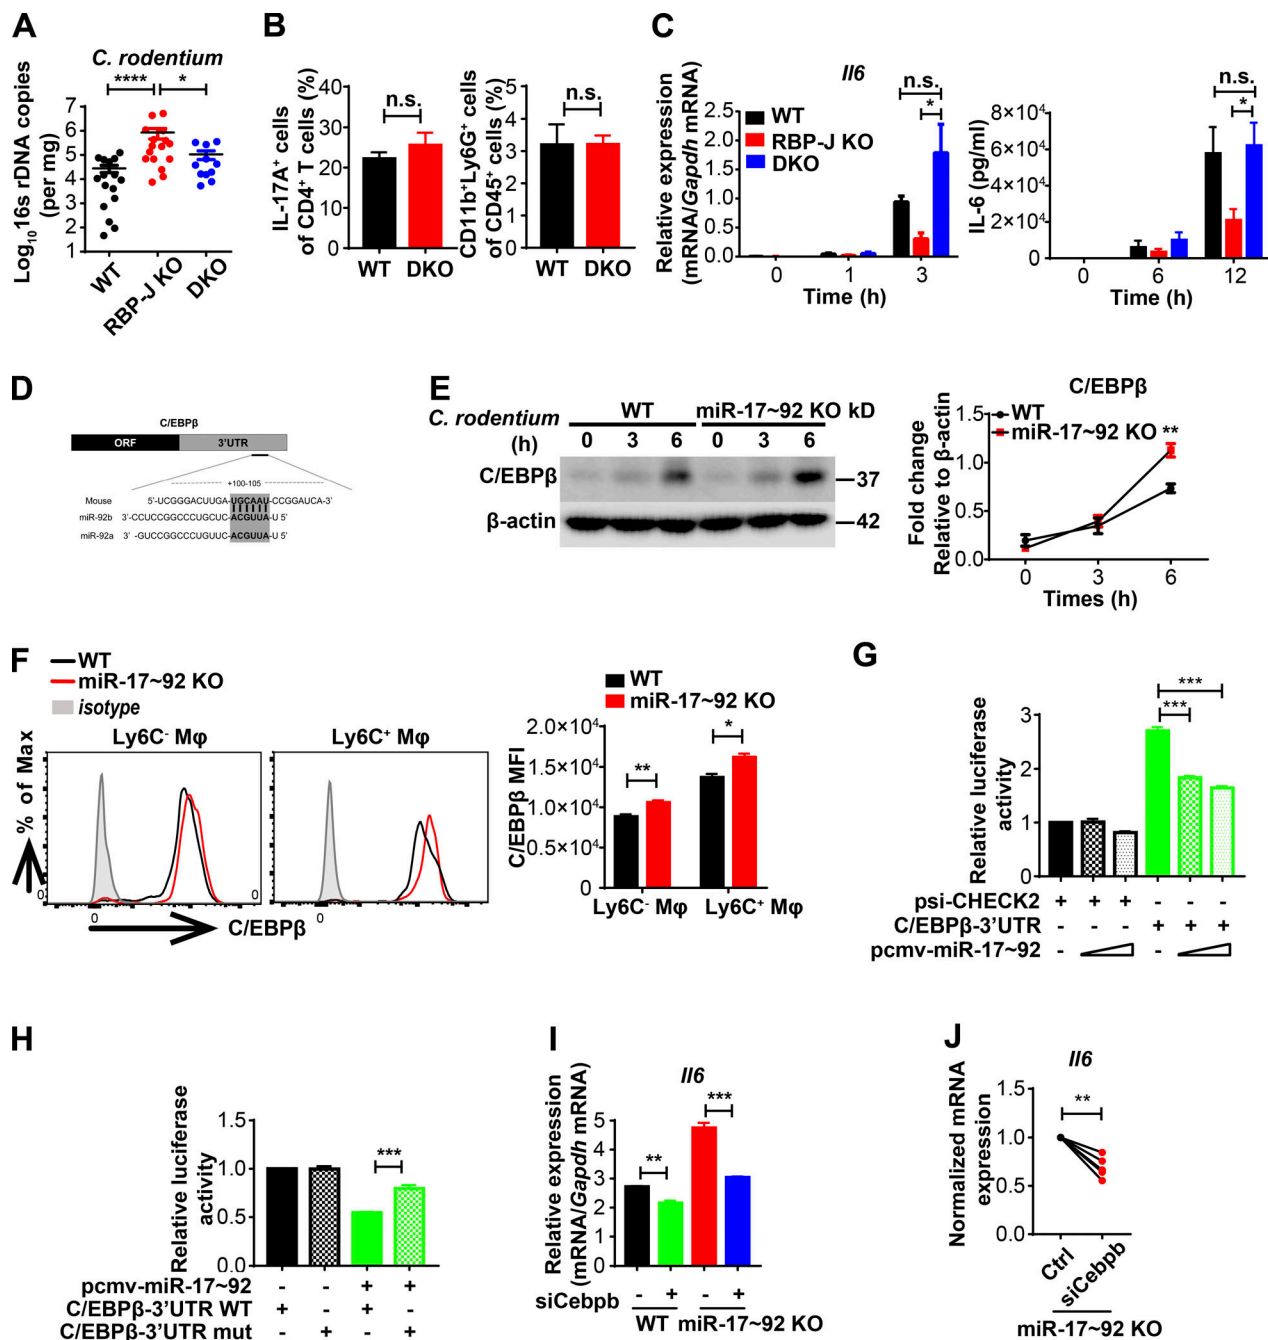 A
C. rodentium
**** *
Log10 16s rDNA copies
(per mg)
7
6
5
4
3
2
1
WT
RBP-J KO
DKO
B
IL-17A+ cells
of CD4+ T cells (%)
40
30
20
10
0
n.s.
WT DKO
CD11b+Ly6G+ cells
of CD45+ cells (%)
5
4
3
2
1
0
n.s.
WT DKO
C
Il6
Relative expression
(mRNA/Gapdh mRNA)
2.5
2.0
1.5
1.0
0.5
0.0
WT
RBP-J KO
DKO
n.s.
*
0 1 3
Time (h)
IL-6 (pg/ml)
8×10⁴
6×10⁴
4×10⁴
2×10⁴
0
n.s.
*
0 6 12
Time (h)
D
C/EBPβ
ORF 3'UTR
+100-105
Mouse 5'-UCGGGACUUGA-UGCAAU-CCGGAUCA-3'
miR-92b 3'-CCUCCGGCCCUGCUC-ACGUUA-U 5'
miR-92a 3' -GUCCGGCCCUGUUC-ACGUUA-U 5'
E
WT miR-17~92 KO kD
C. rodentium
(h) 0 3 6 0 3 6
C/EBPβ 37
β-actin 42
C/EBPβ
Fold change
Relative to β-actin
1.5
1.0
0.5
0.0
WT
miR-17~92 KO **
0 3 6
Times (h)
F
WT
miR-17~92 KO
isotype
Ly6C- Mφ Ly6C+ Mφ
% of Max
0 0 0
0 0
C/EBPβ
WT
miR-17~92 KO
C/EBPβ MFI
2.0×10⁴
1.5×10⁴
1.0×10⁴
0.5×10⁴
0
** *
Ly6C- Mφ Ly6C+ Mφ
G
Relative luciferase
activity
3
2
1
0
***
***
psi-CHECK2 + + + - - -
C/EBPβ-3'UTR - - - + + +
pcmv-miR-17~92 - -
H
Relative luciferase
activity
1.5
1.0
0.5
0.0
***
pcmv-miR-17~92 - - + +
C/EBPβ-3'UTR WT + - + -
C/EBPβ-3'UTR mut - + - +
I
Il6
Relative expression
(mRNA/Gapdh mRNA)
5
4
3
2
1
0
** ***
siCebpb - + - +
WT miR-17~92 KO
J
Il6
Normalized mRNA
expression
1.5
1.0
0.5
0.0
**
Ctrl
siCebpb
miR-17~92 KO